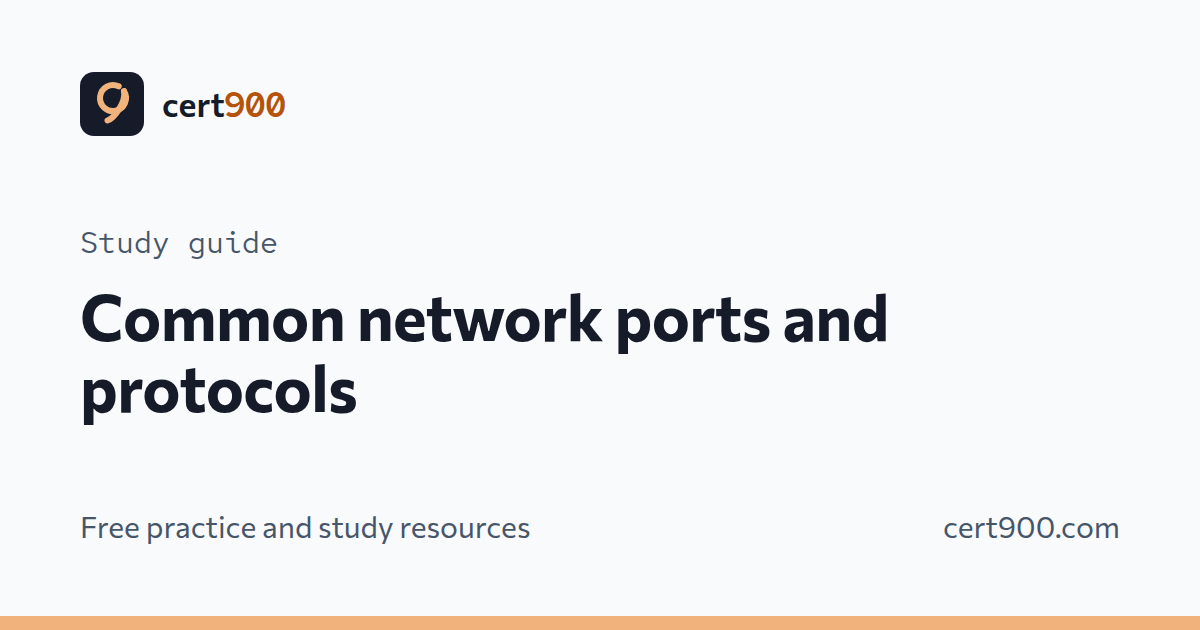 cert900
Study guide
Common network ports and
protocols
Free practice and study resources
cert900.com